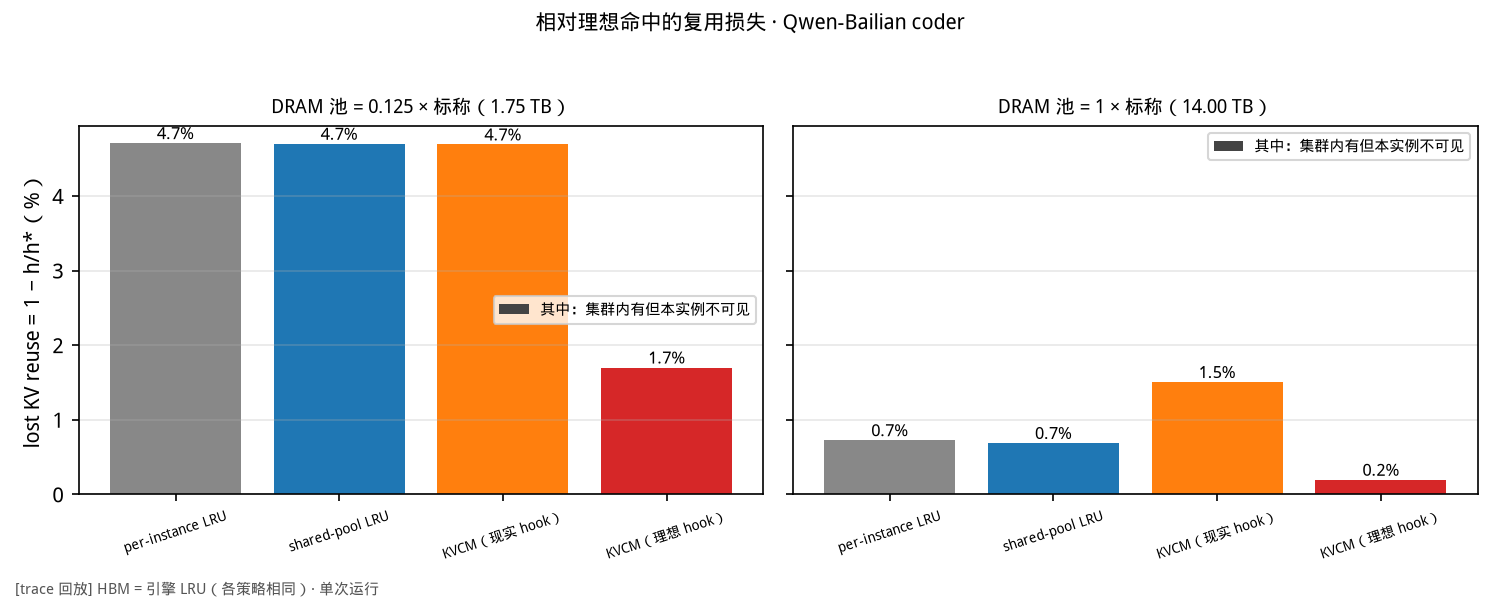 相对理想命中的复用损失 · Qwen-Bailian coder
DRAM 池 = 0.125 × 标称（1.75 TB）
lost KV reuse = 1 − h/h*（%）
4
3
2
1
0
4.7%
4.7%
4.7%
1.7%
其中：集群内有但本实例不可见
per-instance LRU
shared-pool LRU
KVCM（现实 hook）
KVCM（理想 hook）
DRAM 池 = 1 × 标称（14.00 TB）
其中：集群内有但本实例不可见
0.7%
0.7%
1.5%
0.2%
per-instance LRU
shared-pool LRU
KVCM（现实 hook）
KVCM（理想 hook）
[trace 回放] HBM = 引擎 LRU（各策略相同）· 单次运行